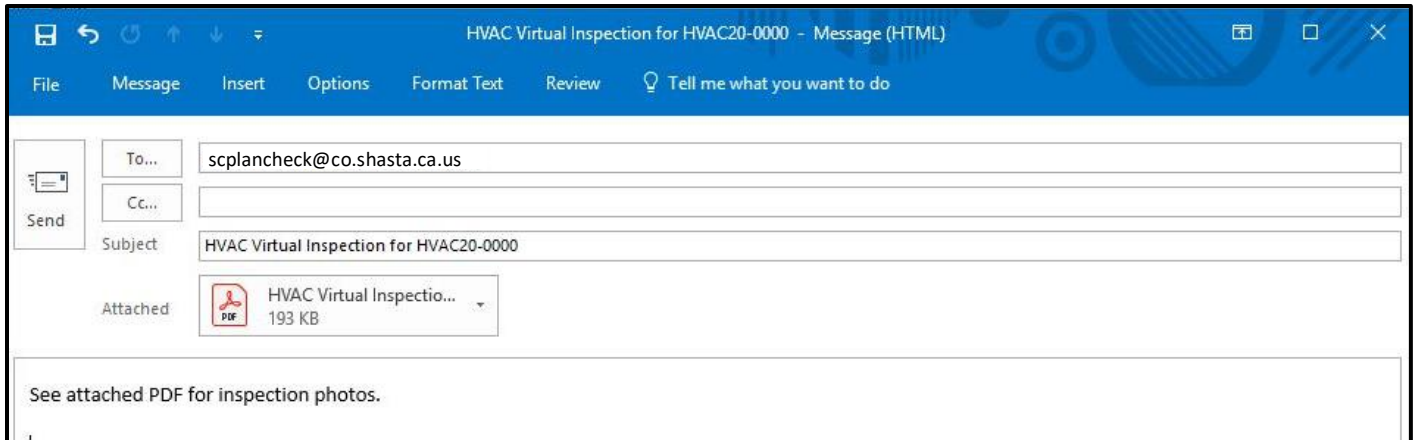 HVAC Virtual Inspection for HVAC20-0000 - Message (HTML)
File Message Insert Options Format Text Review Tell me what you want to do
To... scplancheck@co.shasta.ca.us
Cc...
Send
Subject HVAC Virtual Inspection for HVAC20-0000
Attached HVAC Virtual Inspectio...
PDF 193 KB
See attached PDF for inspection photos.